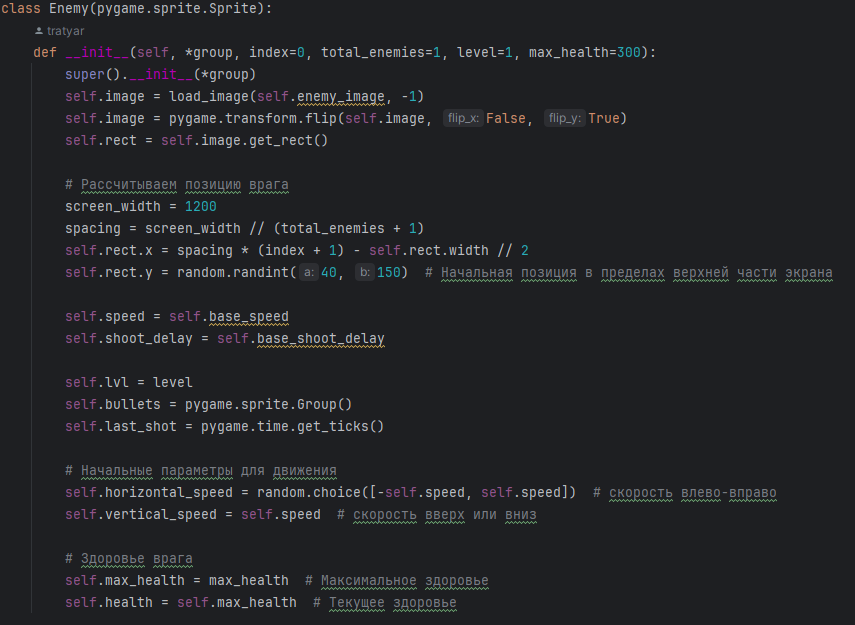 class Enemy(pygame.sprite.Sprite):
tratyar
def __init__(self, *group, index=0, total_enemies=1, level=1, max_health=300):
super().__init__(*group)
self.image = load_image(self.enemy_image, -1)
self.image = pygame.transform.flip(self.image, flip_x: False, flip_y: True)
self.rect = self.image.get_rect()
# Рассчитываем позицию врага
screen_width = 1200
spacing = screen_width // (total_enemies + 1)
self.rect.x = spacing * (index + 1) - self.rect.width // 2
self.rect.y = random.randint( a: 40, b: 150)  # Начальная позиция в пределах верхней части экрана
self.speed = self.base_speed
self.shoot_delay = self.base_shoot_delay
self.lvl = level
self.bullets = pygame.sprite.Group()
self.last_shot = pygame.time.get_ticks()
# Начальные параметры для движения
self.horizontal_speed = random.choice([-self.speed, self.speed])  # скорость влево-вправо
self.vertical_speed = self.speed  # скорость вверх или вниз
# Здоровье врага
self.max_health = max_health  # Максимальное здоровье
self.health = self.max_health  # Текущее здоровье